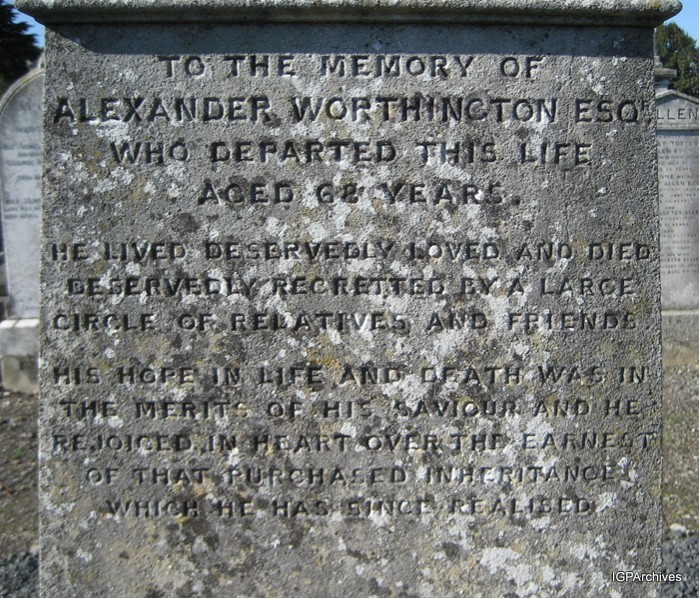 TO THE MEMORY OF
ALEXANDER WORTHINGTON ESQR
WHO DEPARTED THIS LIFE
AGED 68 YEARS.
HE LIVED DESERVEDLY LOVED AND DIED
DESERVEDLY REGRETTED BY A LARGE
CIRCLE OF RELATIVES AND FRIENDS.
HIS HOPE IN LIFE AND DEATH WAS IN
THE MERITS OF HIS SAVIOUR AND HE
REJOICED IN HEART OVER THE EARNEST
OF THAT PURCHASED INHERITANCE
WHICH HE HAS SINCE REALISED.
IGPArchives